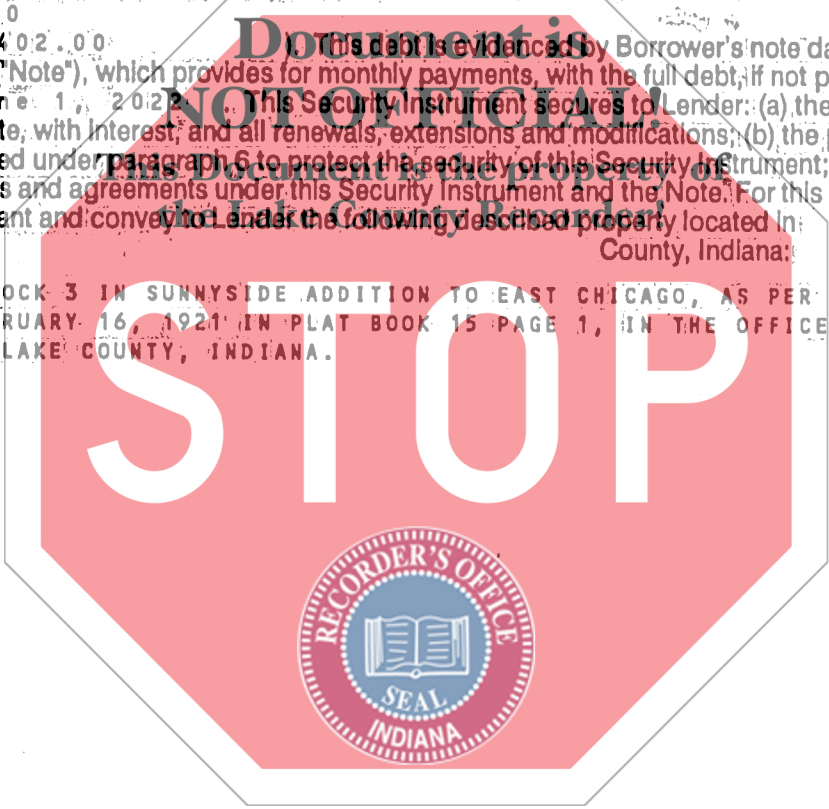 0
402.00 Document is ). This debt is evidenced by Borrower's note da
"Note"), which provides for monthly payments, with the full debt, if not p
ne 1, 2022 . This Security Instrument secures to Lender: (a) the
NOT OFFICIAL!
te, with interest, and all renewals, extensions and modifications; (b) the
ed under paragraph 6 to protect the security of this Security Instrument;
This Document is the property of
s and agreements under this Security Instrument and the Note. For this
ant and convey to Lender the following described property located in
the Lake County Recorder!
County, Indiana:
OCK 3 IN SUNNYSIDE ADDITION TO EAST CHICAGO, AS PER
RUARY 16, 1921 IN PLAT BOOK 15 PAGE 1, IN THE OFFICE
LAKE COUNTY, INDIANA.
STOP
RECORDER'S OFFICE
SEAL
INDIANA